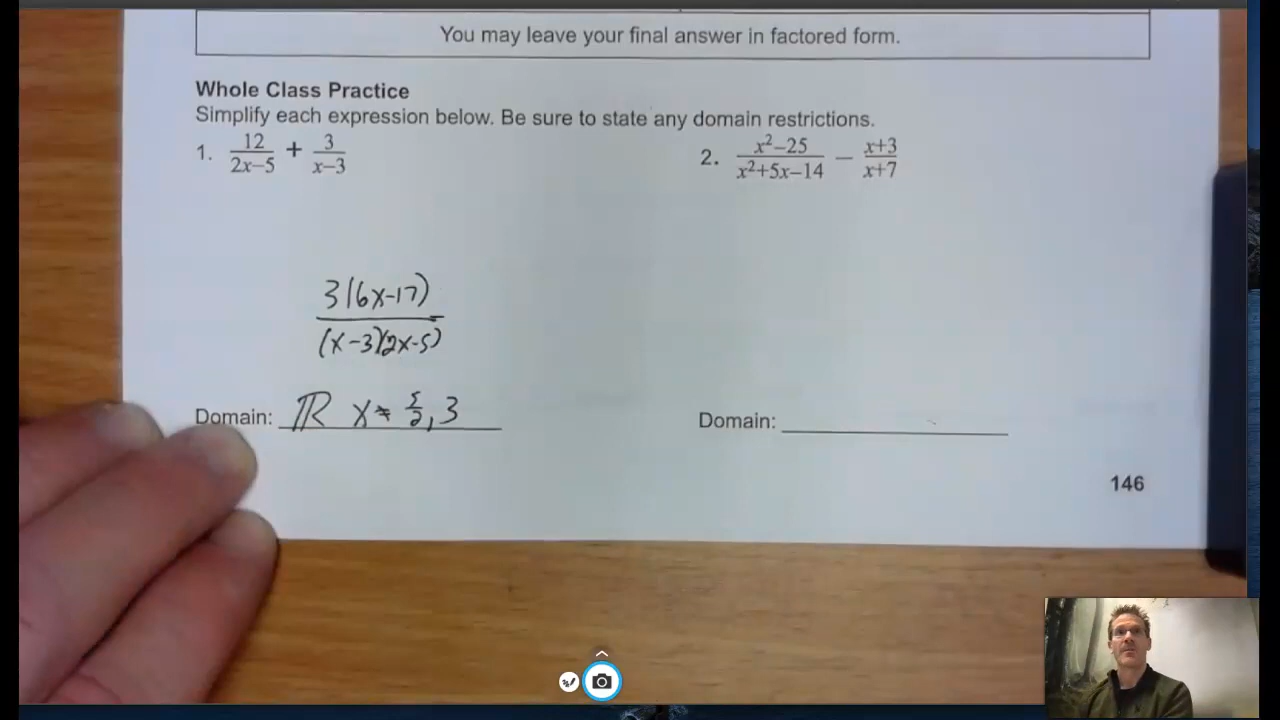 You may leave your final answer in factored form.
Whole Class Practice
Simplify each expression below. Be sure to state any domain restrictions.
1. 12/(2x–5) + 3/(x–3)
2. (x²–25)/(x²+5x–14) – (x+3)/(x+7)
3(6x-17)
(x-3)(2x-5)
Domain: ℝ x≠ 5/2, 3
Domain:
146